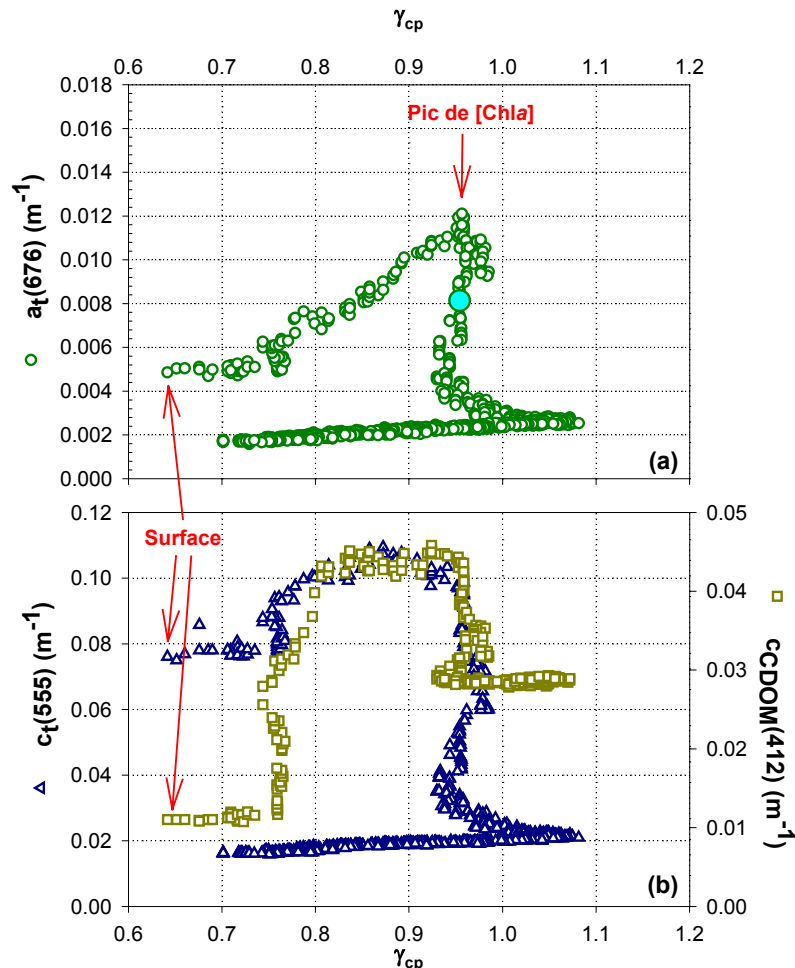 γcp
0.6 0.7 0.8 0.9 1.0 1.1 1.2
0.018
0.016
0.014
0.012
0.010
0.008
0.006
0.004
0.002
0.000
at(676) (m⁻¹)
Pic de [Chla]
(a)
Surface
0.12
0.10
0.08
0.06
0.04
0.02
0.00
ct(555) (m⁻¹)
0.05
0.04
0.03
0.02
0.01
0.00
cCDOM(412) (m⁻¹)
(b)
0.6 0.7 0.8 0.9 1.0 1.1 1.2
γcp